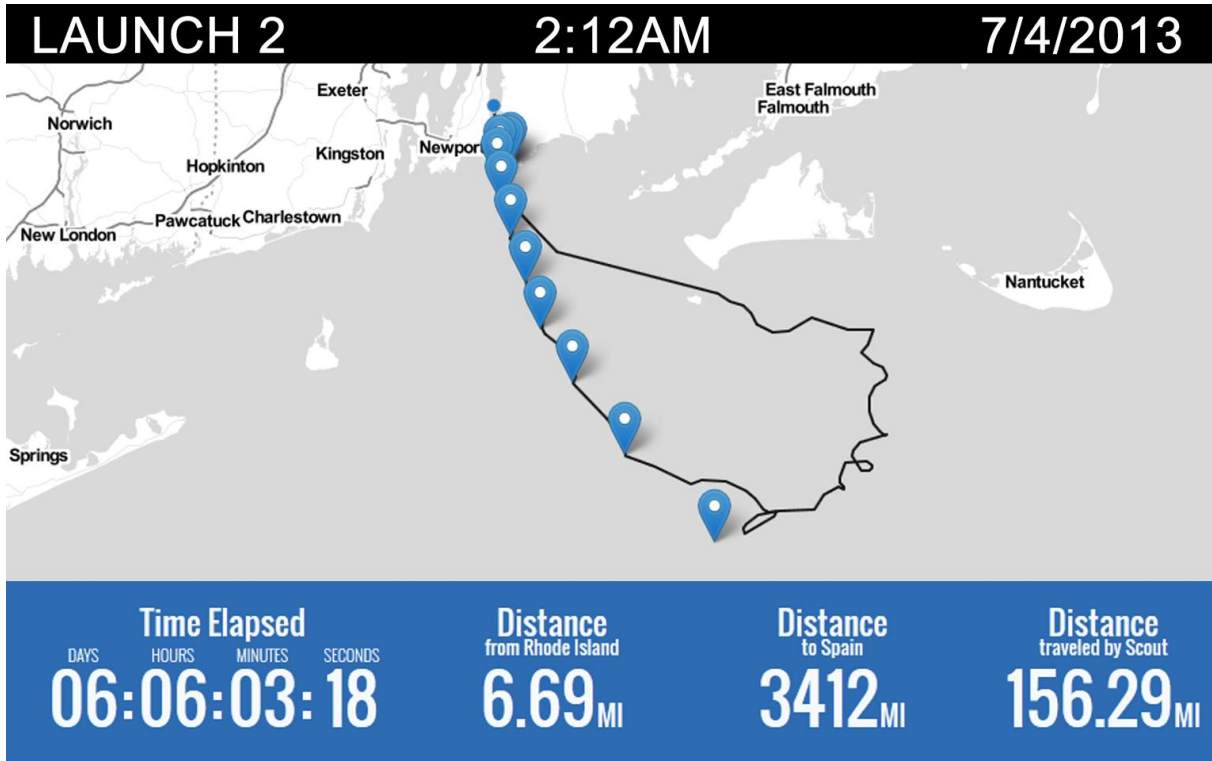 LAUNCH 2 2:12AM 7/4/2013
Exeter
East Falmouth
Falmouth
Norwich
Newpor
Kingston
Hopkinton
Pawcatuck
Charlestown
New London
Nantucket
Springs
Time Elapsed
DAYS HOURS MINUTES SECONDS
06:06:03:18
Distance
from Rhode Island
6.69MI
Distance
to Spain
3412MI
Distance
traveled by Scout
156.29MI